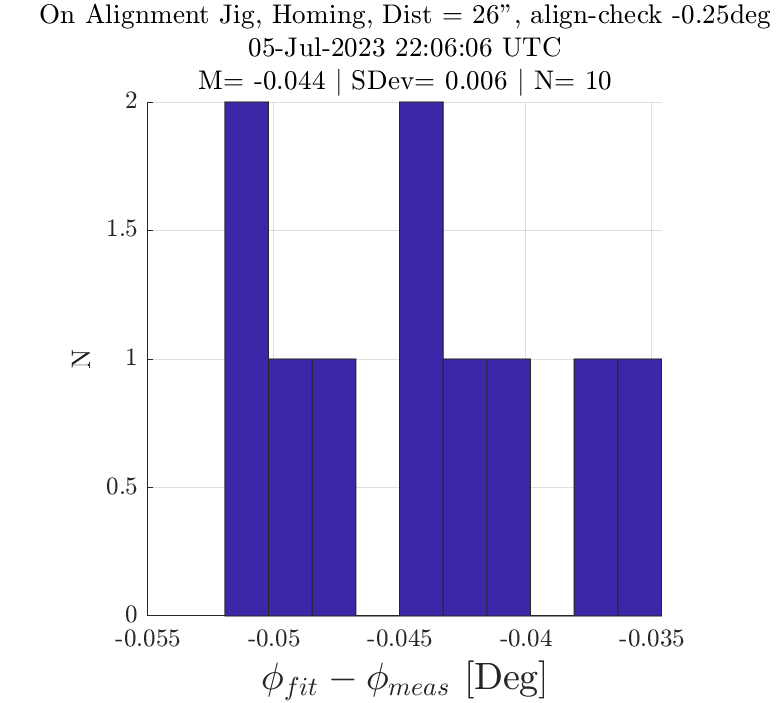 On Alignment Jig, Homing, Dist = 26”, align-check -0.25deg
05-Jul-2023 22:06:06 UTC
M= -0.044 | SDev= 0.006 | N= 10
2
1.5
1
0.5
0
N
-0.055 -0.05 -0.045 -0.04 -0.035
ϕfit − ϕmeas [Deg]